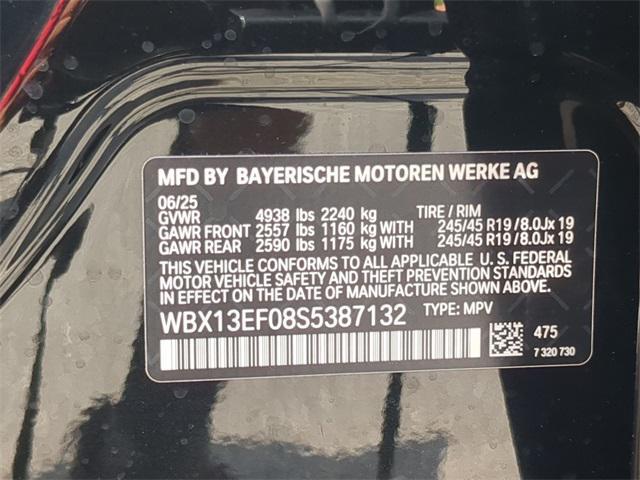 MFD BY BAYERISCHE MOTOREN WERKE AG
06/25
GVWR 4938 lbs 2240 kg TIRE / RIM
GAWR FRONT 2557 lbs 1160 kg WITH 245/45 R19 /8.0Jx 19
GAWR REAR 2590 lbs 1175 kg WITH 245/45 R19 /8.0Jx 19
THIS VEHICLE CONFORMS TO ALL APPLICABLE U. S. FEDERAL
MOTOR VEHICLE SAFETY AND THEFT PREVENTION STANDARDS
IN EFFECT ON THE DATE OF MANUFACTURE SHOWN ABOVE.
WBX13EF08S5387132 TYPE: MPV
475
7 320 730